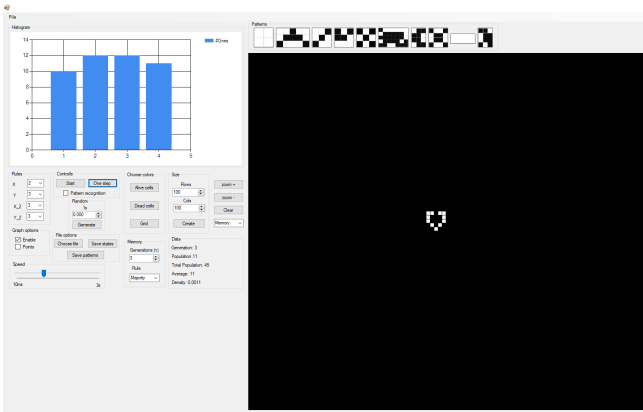 File
Histogram
Patterns
14
12
10
8
6
4
2
0
0 1 2 3 4 5
#Ones
Rules
X 2
Y 3
X_2 3
Y_2 3
Controls
Start One step
Pattern recognition
Random
1s
0.000
Generate
Choose colors
Alive cells
Dead cells
Grid
Size
Rows
100
Cols
100
Create
zoom +
zoom -
Clear
Memory
Graph options
Enable
Points
File options
Choose file Save states
Save patterns
Memory
Generations (τ)
3
Rule
Majority
Data
Generation: 3
Population 11
Total Population: 45
Average: 11
Density: 0.0011
Speed
10ms 3s